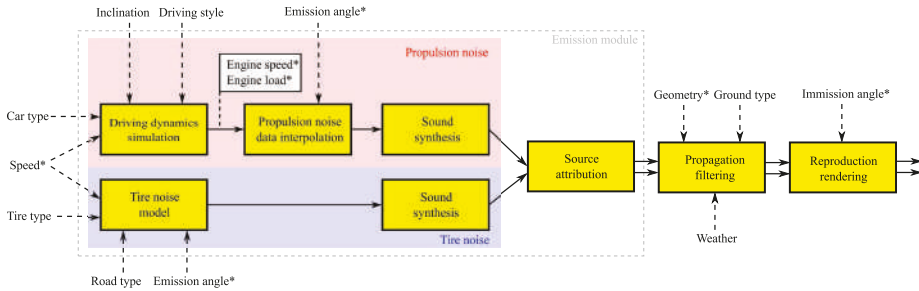 Inclination
Driving style
Emission angle*
Emission module
Propulsion noise
Engine speed*
Engine load*
Geometry*
Ground type
Immission angle*
Car type
Driving dynamics
simulation
Propulsion noise
data interpolation
Sound
synthesis
Speed*
Source
attribution
Propagation
filtering
Reproduction
rendering
Tire type
Tire noise
model
Sound
synthesis
Tire noise
Weather
Road type
Emission angle*